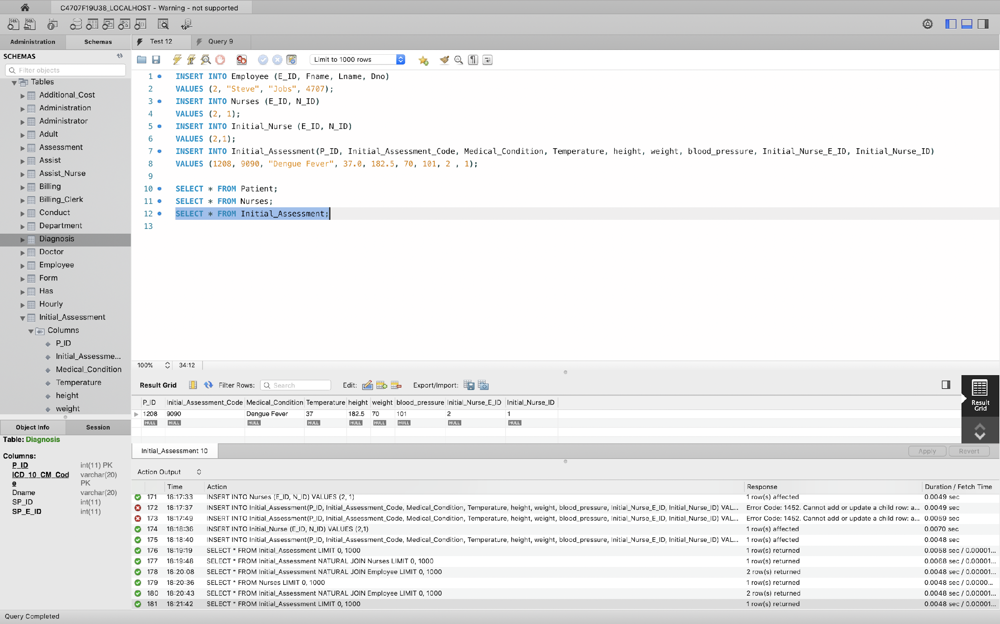 C4707F19U38_LOCALHOST - Warning - not supported
SQL SQL
Administration Schemas Test 12 Query 9
SCHEMAS
Filter objects
Limit to 1000 rows
Tables
Additional_Cost
Administration
Administrator
Adult
Assessment
Assist
Assist_Nurse
Billing
Billing_Clerk
Conduct
Department
Diagnosis
Doctor
Employee
Form
Has
Hourly
Initial_Assessment
Columns
P_ID
Initial_Assessme...
Medical_Condition
Temperature
height
weight
1 INSERT INTO Employee (E_ID, Fname, Lname, Dno)
2 VALUES (2, "Steve", "Jobs", 4707);
3 INSERT INTO Nurses (E_ID, N_ID)
4 VALUES (2, 1);
5 INSERT INTO Initial_Nurse (E_ID, N_ID)
6 VALUES (2,1);
7 INSERT INTO Initial_Assessment(P_ID, Initial_Assessment_Code, Medical_Condition, Temperature, height, weight, blood_pressure, Initial_Nurse_E_ID, Initial_Nurse_ID)
8 VALUES (1208, 9090, "Dengue Fever", 37.0, 182.5, 70, 101, 2 , 1);
9
10 SELECT * FROM Patient;
11 SELECT * FROM Nurses;
12 SELECT * FROM Initial_Assessment;
13
100% 34:12
Result Grid Filter Rows: Search Edit: Export/Import:
P_ID Initial_Assessment_Code Medical_Condition Temperature height weight blood_pressure Initial_Nurse_E_ID Initial_Nurse_ID
1208 9090 Dengue Fever 37 182.5 70 101 2 1
NULL NULL NULL NULL NULL NULL NULL NULL NULL
Result
Grid
Initial_Assessment 10 Apply Revert
Object Info Session
Table: Diagnosis
Columns:
P_ID int(11) PK
ICD_10_CM_Cod varchar(20)
e PK
Dname varchar(20)
SP_ID int(11)
SP_E_ID int(11)
Action Output
Time Action Response Duration / Fetch Time
171 18:17:33 INSERT INTO Nurses (E_ID, N_ID) VALUES (2, 1) 1 row(s) affected 0.0049 sec
172 18:17:37 INSERT INTO Initial_Assessment(P_ID, Initial_Assessment_Code, Medical_Condition, Temperature, height, weight, blood_pressure, Initial_Nurse_E_ID, Initial_Nurse_ID) VAL... Error Code: 1452. Cannot add or update a child row: a... 0.0049 sec
173 18:17:49 INSERT INTO Initial_Assessment(P_ID, Initial_Assessment_Code, Medical_Condition, Temperature, height, weight, blood_pressure, Initial_Nurse_E_ID, Initial_Nurse_ID) VAL... Error Code: 1452. Cannot add or update a child row: a... 0.0059 sec
174 18:18:36 INSERT INTO Initial_Nurse (E_ID, N_ID) VALUES (2,1) 1 row(s) affected 0.0070 sec
175 18:18:40 INSERT INTO Initial_Assessment(P_ID, Initial_Assessment_Code, Medical_Condition, Temperature, height, weight, blood_pressure, Initial_Nurse_E_ID, Initial_Nurse_ID) VAL... 1 row(s) affected 0.0048 sec
176 18:19:19 SELECT * FROM Initial_Assessment LIMIT 0, 1000 1 row(s) returned 0.0058 sec / 0.00001...
177 18:19:48 SELECT * FROM Initial_Assessment NATURAL JOIN Nurses LIMIT 0, 1000 1 row(s) returned 0.0068 sec / 0.00001...
178 18:20:08 SELECT * FROM Initial_Assessment NATURAL JOIN Employee LIMIT 0, 1000 2 row(s) returned 0.0048 sec / 0.00001...
179 18:20:36 SELECT * FROM Nurses LIMIT 0, 1000 1 row(s) returned 0.0048 sec / 0.0000...
180 18:20:43 SELECT * FROM Initial_Assessment NATURAL JOIN Employee LIMIT 0, 1000 2 row(s) returned 0.0048 sec / 0.00001...
181 18:21:42 SELECT * FROM Initial_Assessment LIMIT 0, 1000 1 row(s) returned 0.0048 sec / 0.00001...
Query Completed